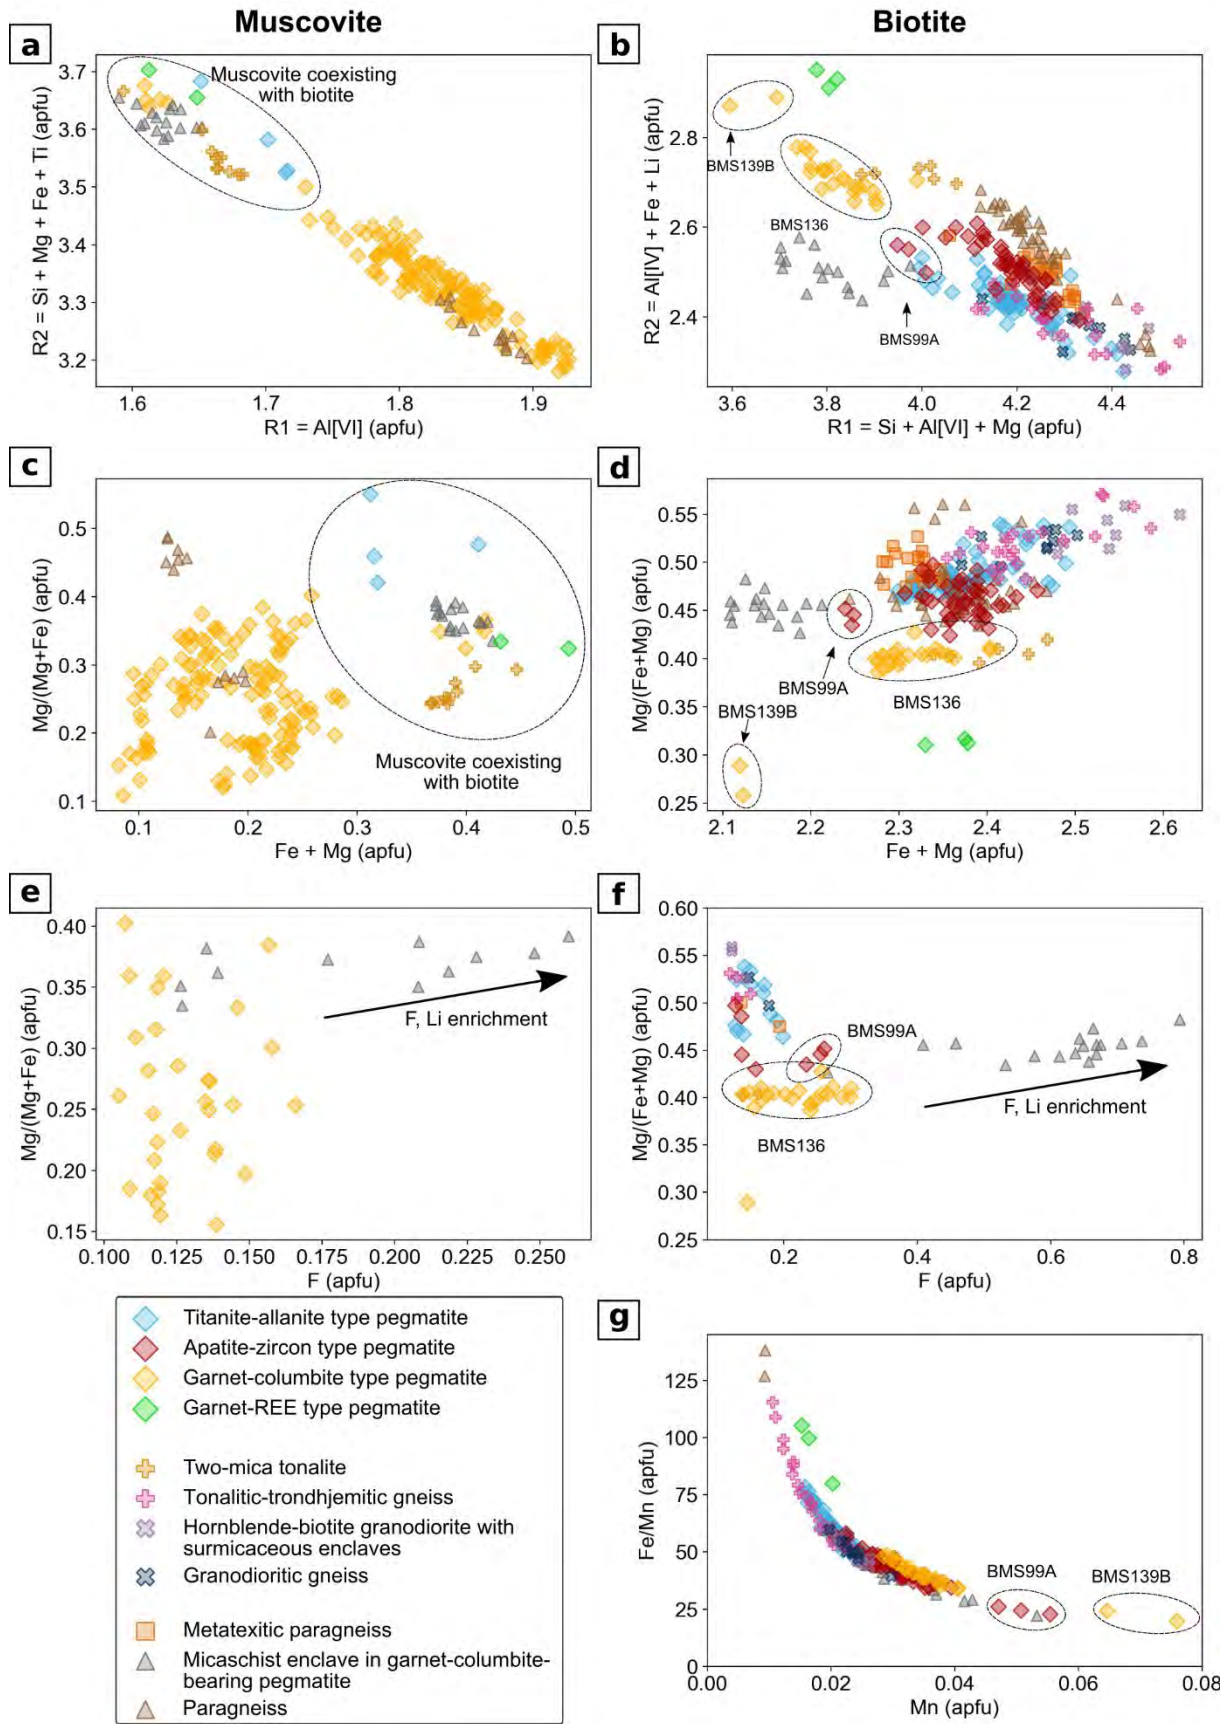 Muscovite
Biotite
a
3.7
3.6
3.5
3.4
3.3
3.2
R2 = Si + Mg + Fe + Ti (apfu)
Muscovite coexisting
with biotite
1.6
1.7
1.8
1.9
R1 = Al[VI] (apfu)
b
2.8
2.6
2.4
R2 = Al[IV] + Fe + Li (apfu)
BMS139B
BMS136
BMS99A
3.6
3.8
4.0
4.2
4.4
R1 = Si + Al[VI] + Mg (apfu)
c
0.5
0.4
0.3
0.2
0.1
Mg/(Mg+Fe) (apfu)
Muscovite coexisting
with biotite
0.1
0.2
0.3
0.4
0.5
Fe + Mg (apfu)
d
0.55
0.50
0.45
0.40
0.35
0.30
0.25
Mg/(Fe+Mg) (apfu)
BMS99A
BMS136
BMS139B
2.1
2.2
2.3
2.4
2.5
2.6
Fe + Mg (apfu)
e
0.40
0.35
0.30
0.25
0.20
0.15
Mg/(Mg+Fe) (apfu)
F, Li enrichment
0.100
0.125
0.150
0.175
0.200
0.225
0.250
F (apfu)
f
0.60
0.55
0.50
0.45
0.40
0.35
0.30
0.25
Mg/(Fe+Mg) (apfu)
BMS99A
F, Li enrichment
BMS136
0.2
0.4
0.6
0.8
F (apfu)
Titanite-allanite type pegmatite
Apatite-zircon type pegmatite
Garnet-columbite type pegmatite
Garnet-REE type pegmatite
Two-mica tonalite
Tonalitic-trondhjemitic gneiss
Hornblende-biotite granodiorite with
surmicaceous enclaves
Granodioritic gneiss
Metatexitic paragneiss
Micaschist enclave in garnet-columbite-
bearing pegmatite
Paragneiss
g
125
100
75
50
25
0
Fe/Mn (apfu)
BMS99A
BMS139B
0.00
0.02
0.04
0.06
0.08
Mn (apfu)